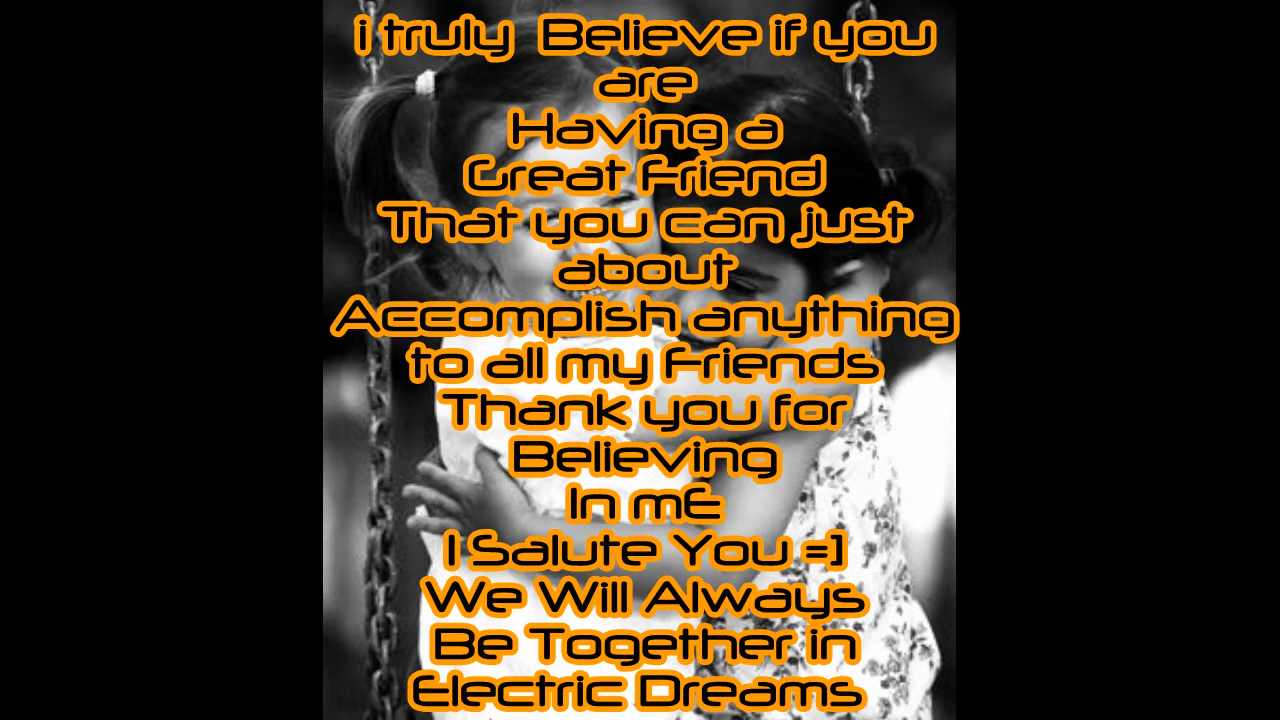 i truly Believe if you
are
Having a
Great Friend
That you can just
about
Accomplish anything
to all my Friends
Thank you for
Believing
In mE
I Salute You =]
We Will Always
Be Together in
Electric Dreams